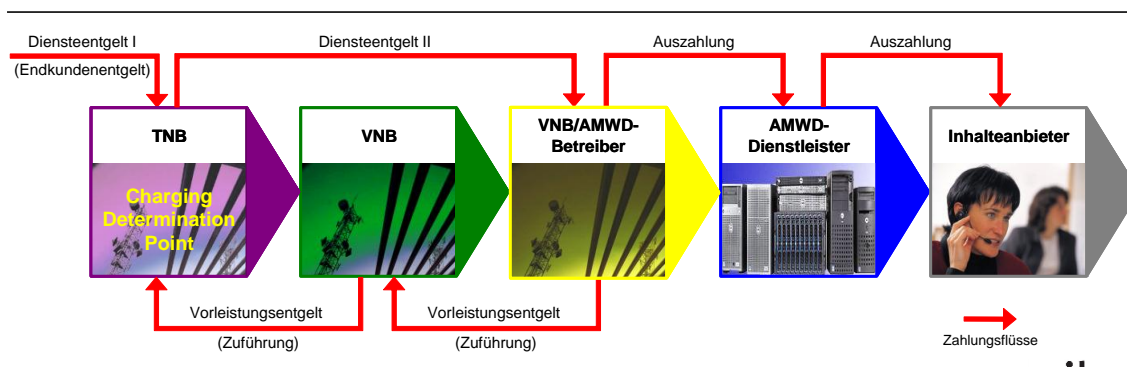 Diensteentgelt I
(Endkundenentgelt)
Diensteentgelt II
Auszahlung
Auszahlung
TNB
VNB
VNB/AMWD-
Betreiber
AMWD-
Dienstleister
Inhalteanbieter
Charging
Determination
Point
Vorleistungsentgelt
(Zuführung)
Vorleistungsentgelt
(Zuführung)
Zahlungsflüsse